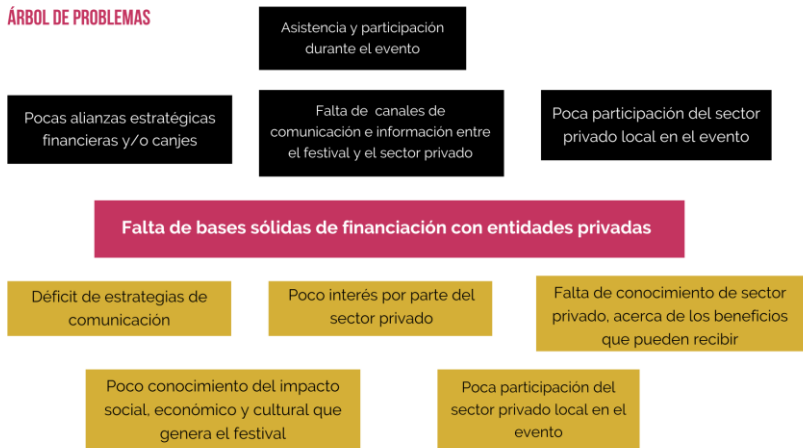 ÁRBOL DE PROBLEMAS
Asistencia y participación
durante el evento
Pocas alianzas estratégicas
financieras y/o canjes
Falta de canales de
comunicación e información entre
el festival y el sector privado
Poca participación del sector
privado local en el evento
Falta de bases sólidas de financiación con entidades privadas
Déficit de estrategias de
comunicación
Poco interés por parte del
sector privado
Falta de conocimiento de sector
privado, acerca de los beneficios
que pueden recibir
Poco conocimiento del impacto
social, económico y cultural que
genera el festival
Poca participación del
sector privado local en el
evento